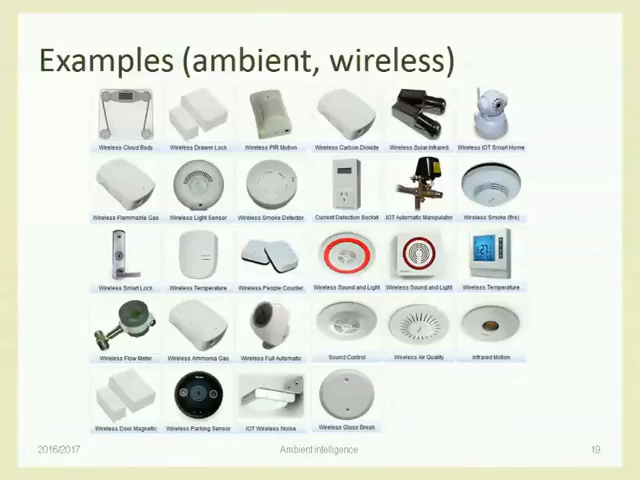 Examples (ambient, wireless)
Wireless Cloud Body
Wireless Drawer Lock
Wireless PIR Motion
Wireless Carbon Dioxide
Wireless Solar Infrared
Wireless IOT Smart Home
Wireless Flammable Gas
Wireless Light Sensor
Wireless Smoke Detector
Current Detection Socket
IOT Automatic Manipulator
Wireless Smoke (fire)
Wireless Smart Lock
Wireless Temperature
Wireless People Counter
Wireless Sound and Light
Wireless Sound and Light
Wireless Temperature
Wireless Flow Meter
Wireless Ammonia Gas
Wireless Full Automatic
Sound Control
Wireless Air Quality
Infrared Motion
Wireless Door Magnetic
Wireless Parking Sensor
IOT Wireless Noise
Wireless Glass Break
2016/2017
Ambient intelligence
19